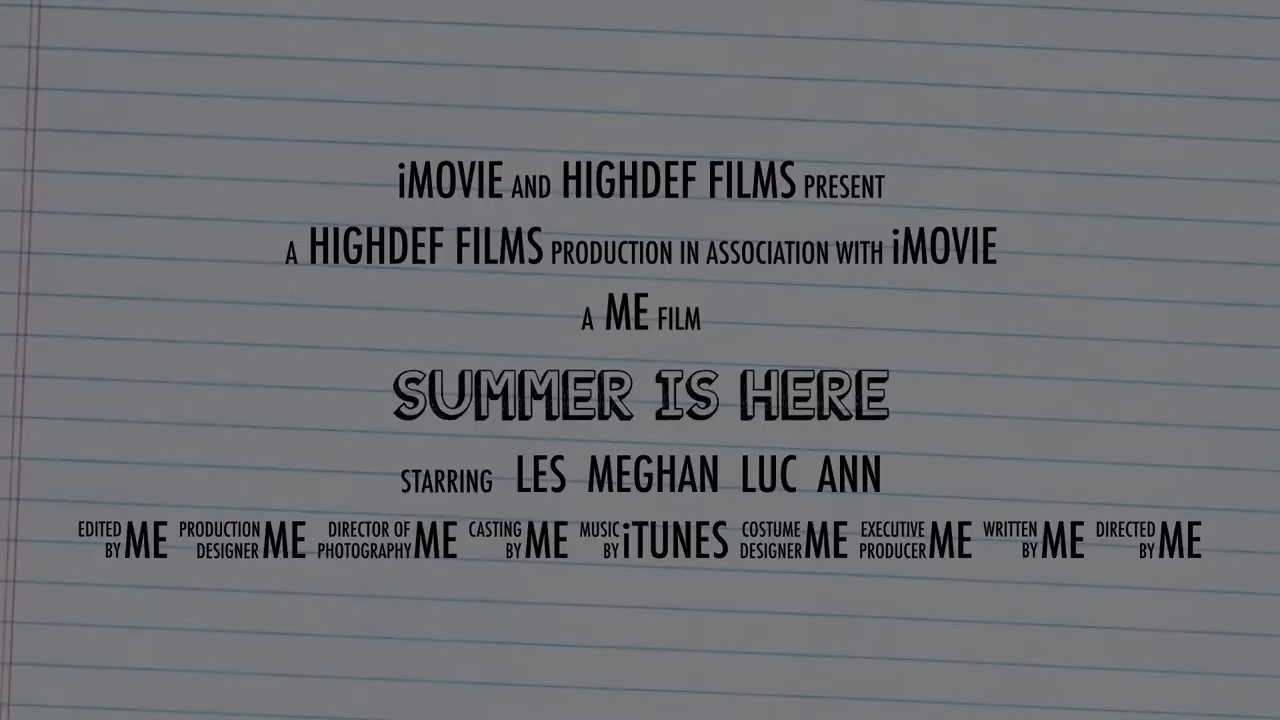 iMOVIE AND HIGHDEF FILMS PRESENT
A HIGHDEF FILMS PRODUCTION IN ASSOCIATION WITH iMOVIE
A ME FILM
SUMMER IS HERE
STARRING LES MEGHAN LUC ANN
EDITED BY ME PRODUCTION DESIGNER ME DIRECTOR OF PHOTOGRAPHY ME CASTING BY ME MUSIC BY iTUNES COSTUME DESIGNER ME EXECUTIVE PRODUCER ME WRITTEN BY ME DIRECTED BY ME